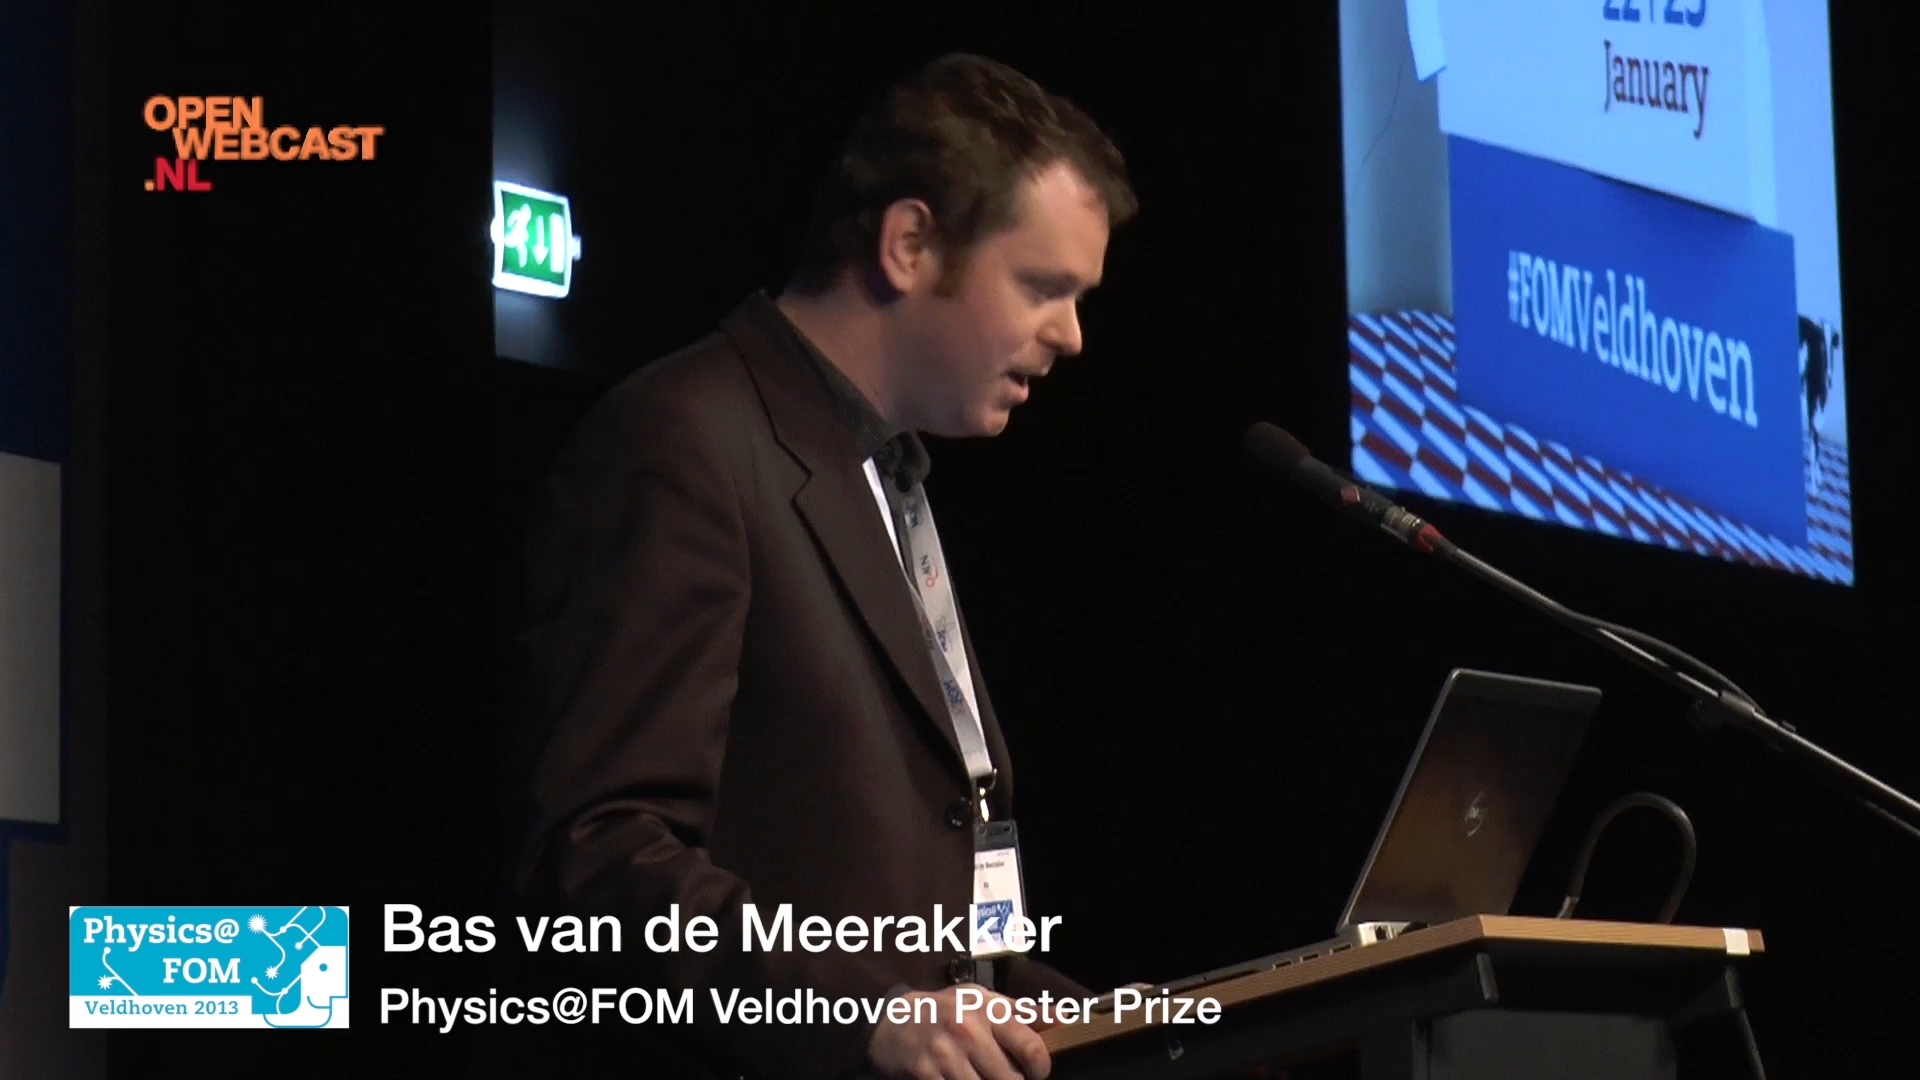 OPEN
WEBCAST
.NL
January
#FOMVeldhoven
Physics@
FOM
Veldhoven 2013
Bas van de Meerakker
Physics@FOM Veldhoven Poster Prize